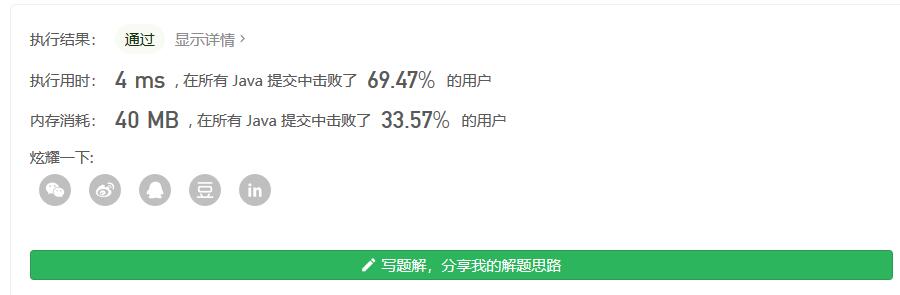 执行结果： 通过 显示详情 >
执行用时： 4 ms , 在所有 Java 提交中击败了 69.47% 的用户
内存消耗： 40 MB , 在所有 Java 提交中击败了 33.57% 的用户
炫耀一下:
豆 in
写题解，分享我的解题思路